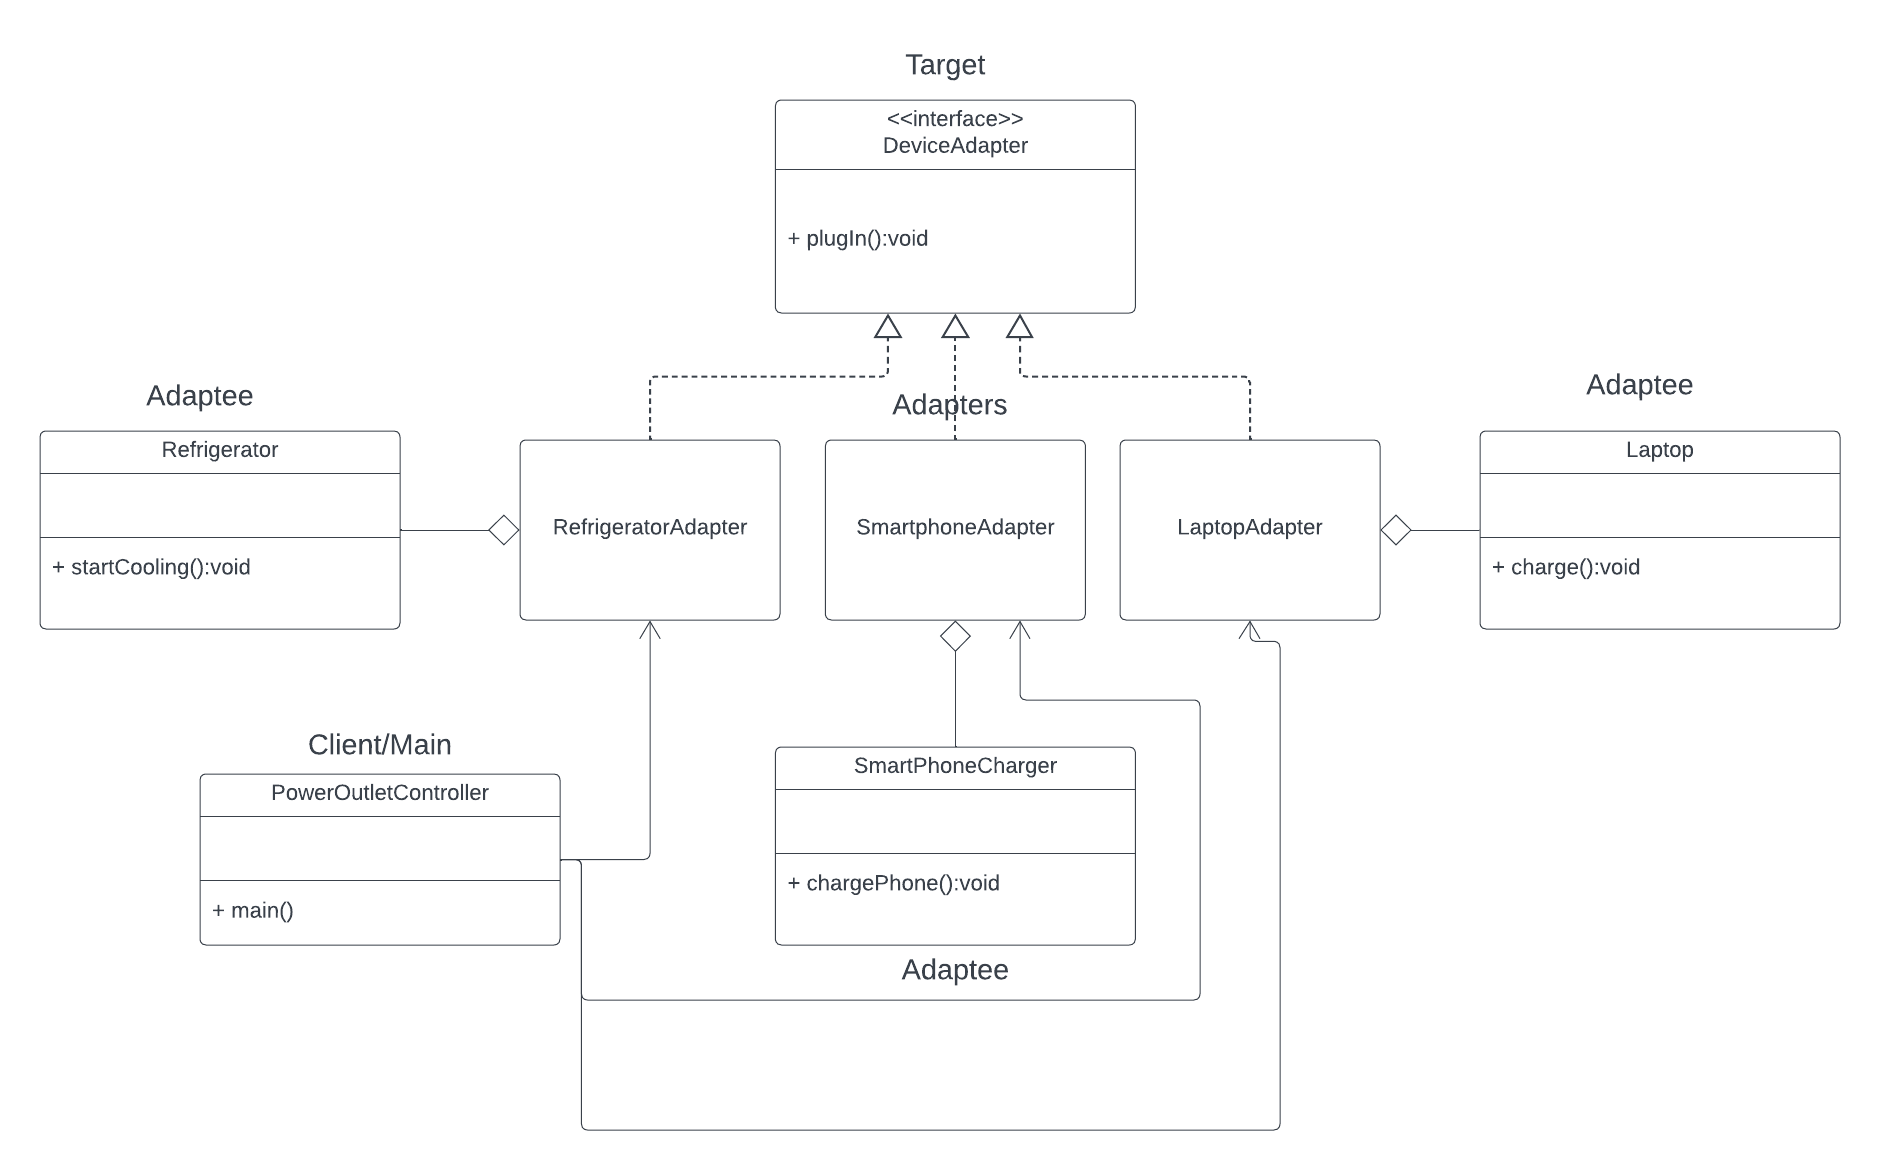 Target
<<interface>>
DeviceAdapter
+ plugIn():void
Adapters
Adaptee
Refrigerator
+ startCooling():void
RefrigeratorAdapter
SmartphoneAdapter
LaptopAdapter
Adaptee
Laptop
+ charge():void
Client/Main
PowerOutletController
+ main()
SmartPhoneCharger
+ chargePhone():void
Adaptee